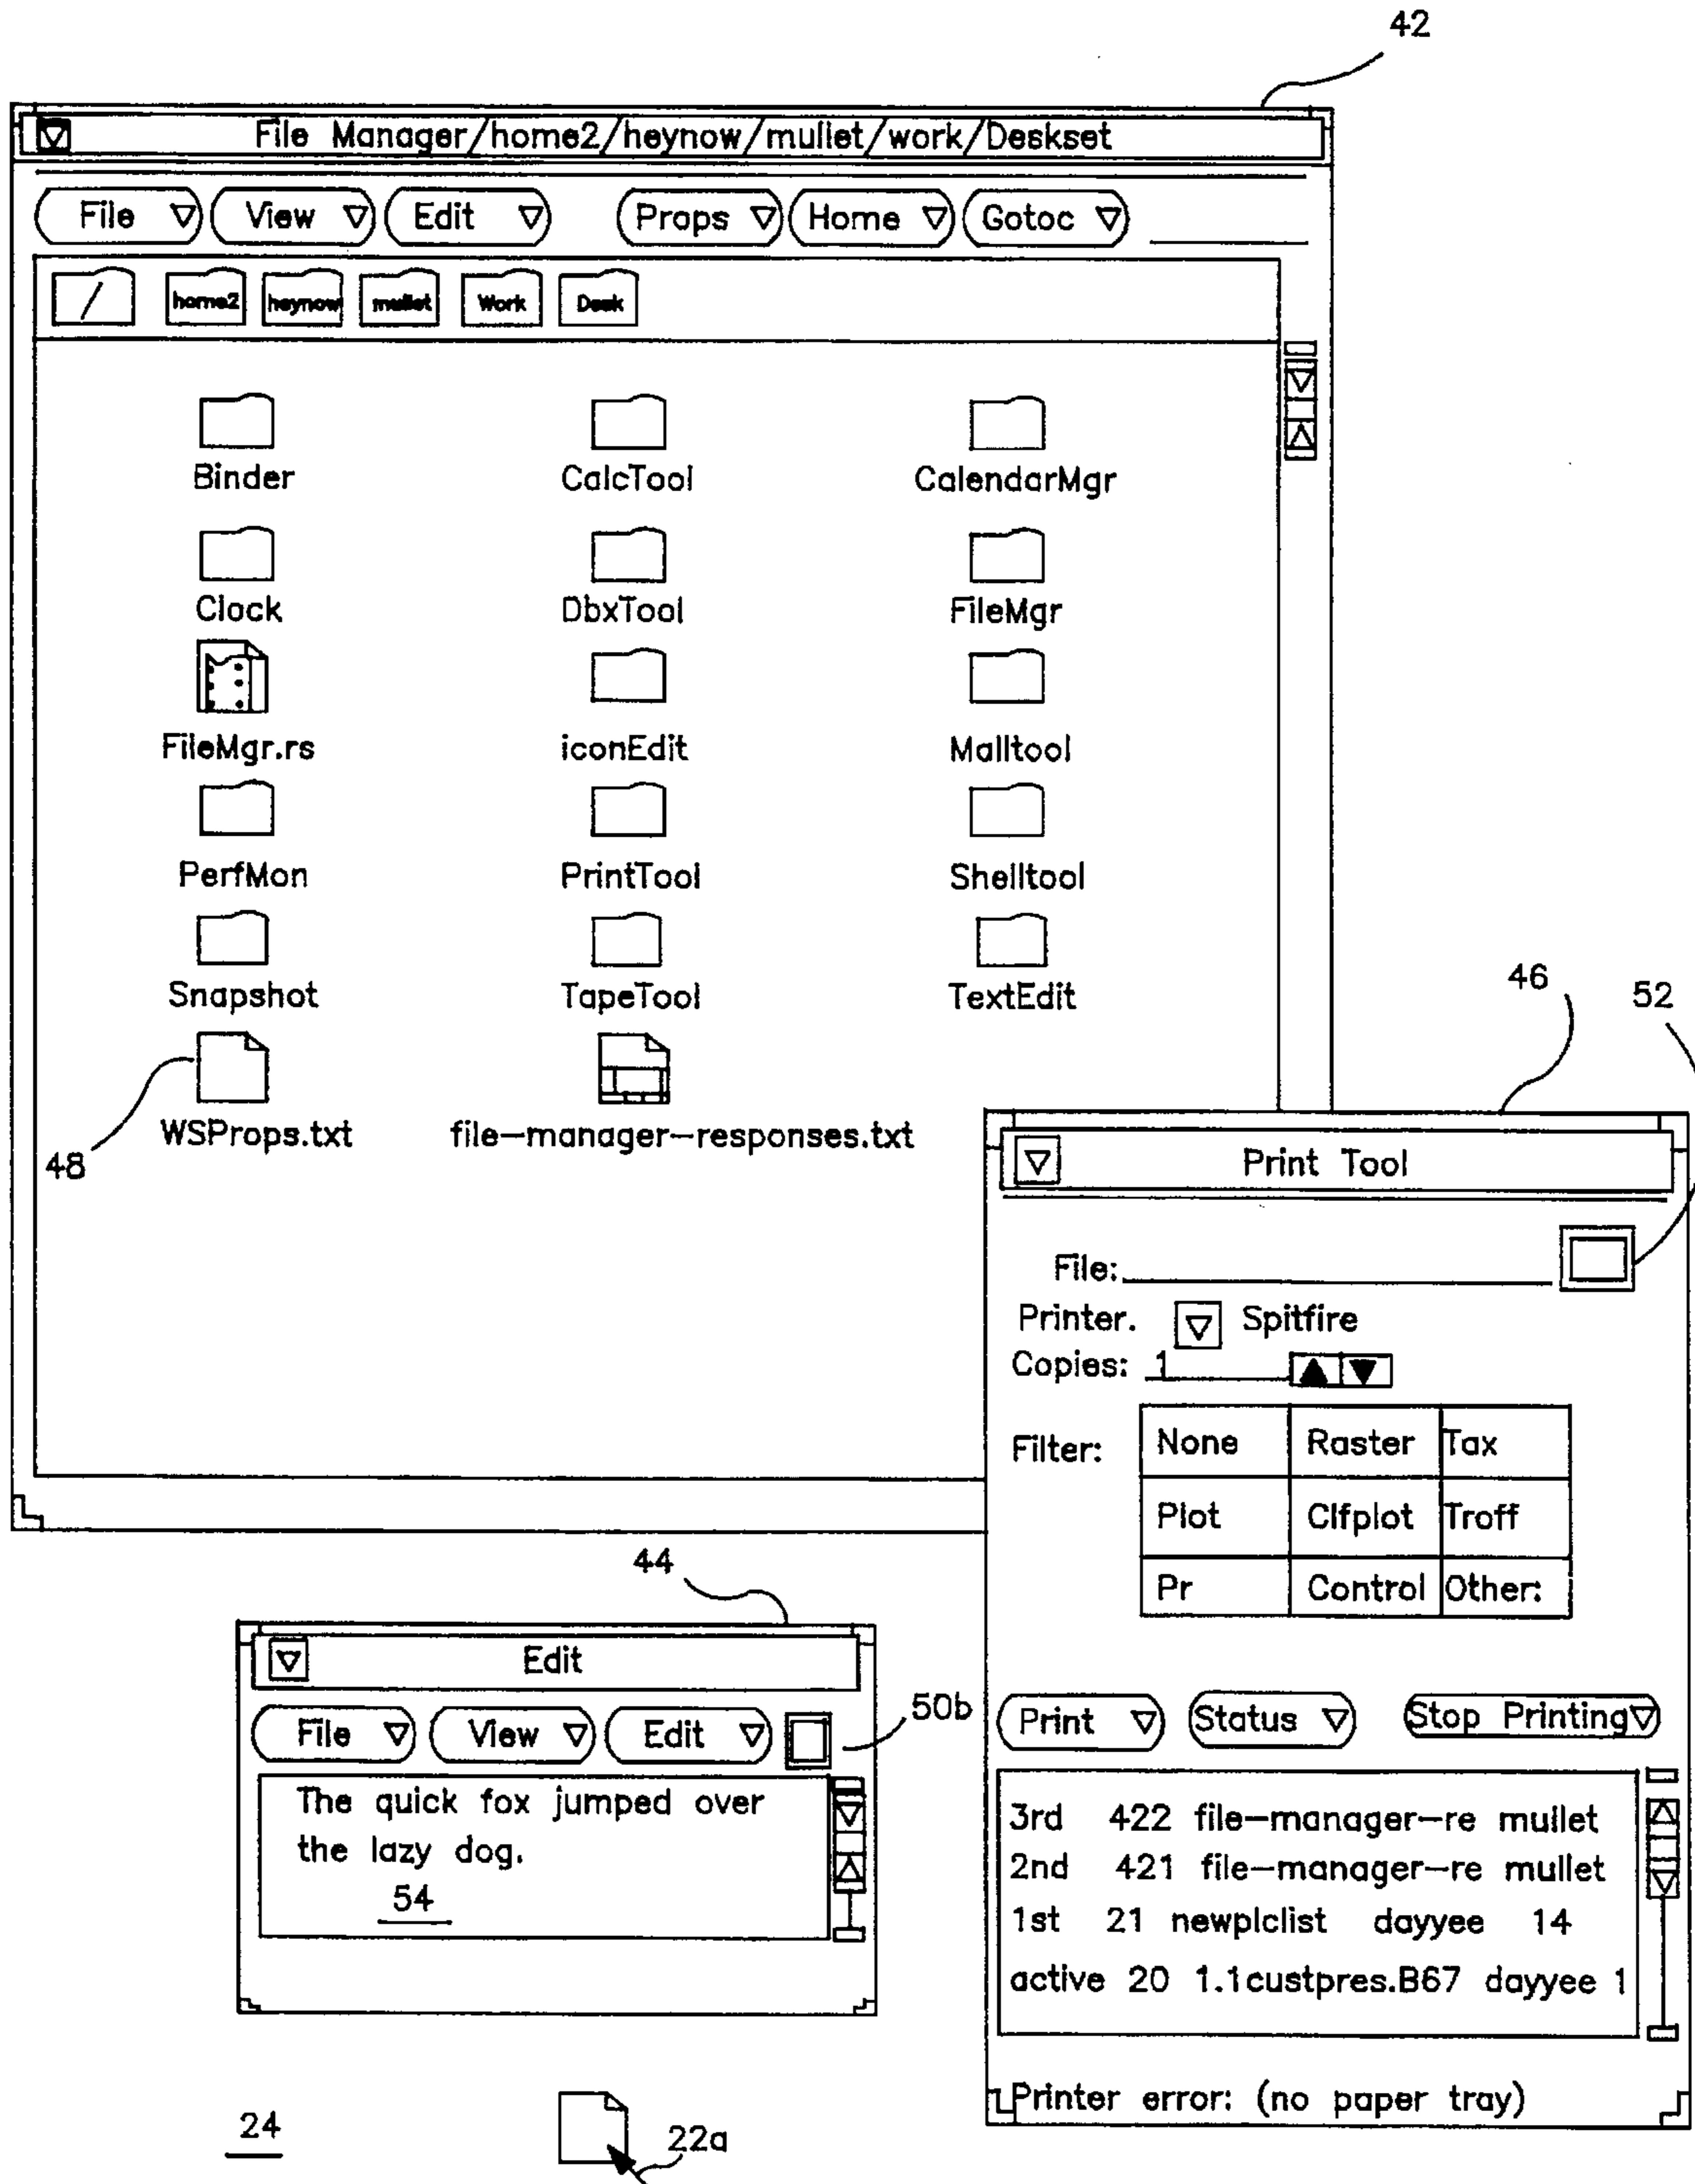 42
File Manager/home2/heynow/mullet/work/Deskset
File View Edit Props Home Gotoc
/ home2 heynow mullet Work Desk
Binder CalcTool CalendarMgr
Clock DbxTool FileMgr
FileMgr.rs iconEdit Malltool
PerfMon PrintTool Shelltool
Snapshot TapeTool TextEdit
WSProps.txt file-manager-responses.txt
48
46
52
Print Tool
File:
Printer. Spitfire
Copies: 1
Filter: None Raster Tax
Plot Clfplot Troff
Pr Control Other:
Print Status Stop Printing
3rd 422 file-manager-re mullet
2nd 421 file-manager-re mullet
1st 21 newplclist dayyee 14
active 20 1.1custpres.B67 dayyee 1
Printer error: (no paper tray)
44
Edit
File View Edit
50b
The quick fox jumped over
the lazy dog.
54
24
22a